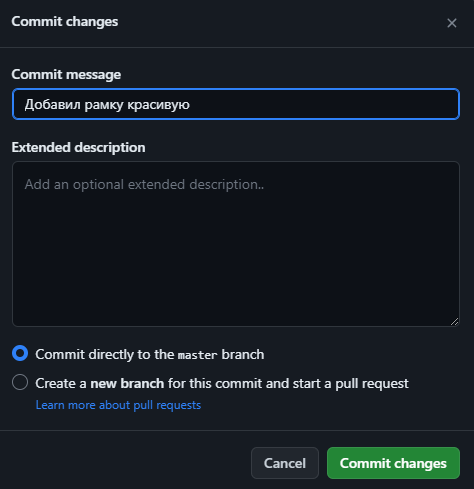 Commit changes
Commit message
Добавил рамку красивую
Extended description
Add an optional extended description..
Commit directly to the master branch
Create a new branch for this commit and start a pull request
Learn more about pull requests
Cancel
Commit changes